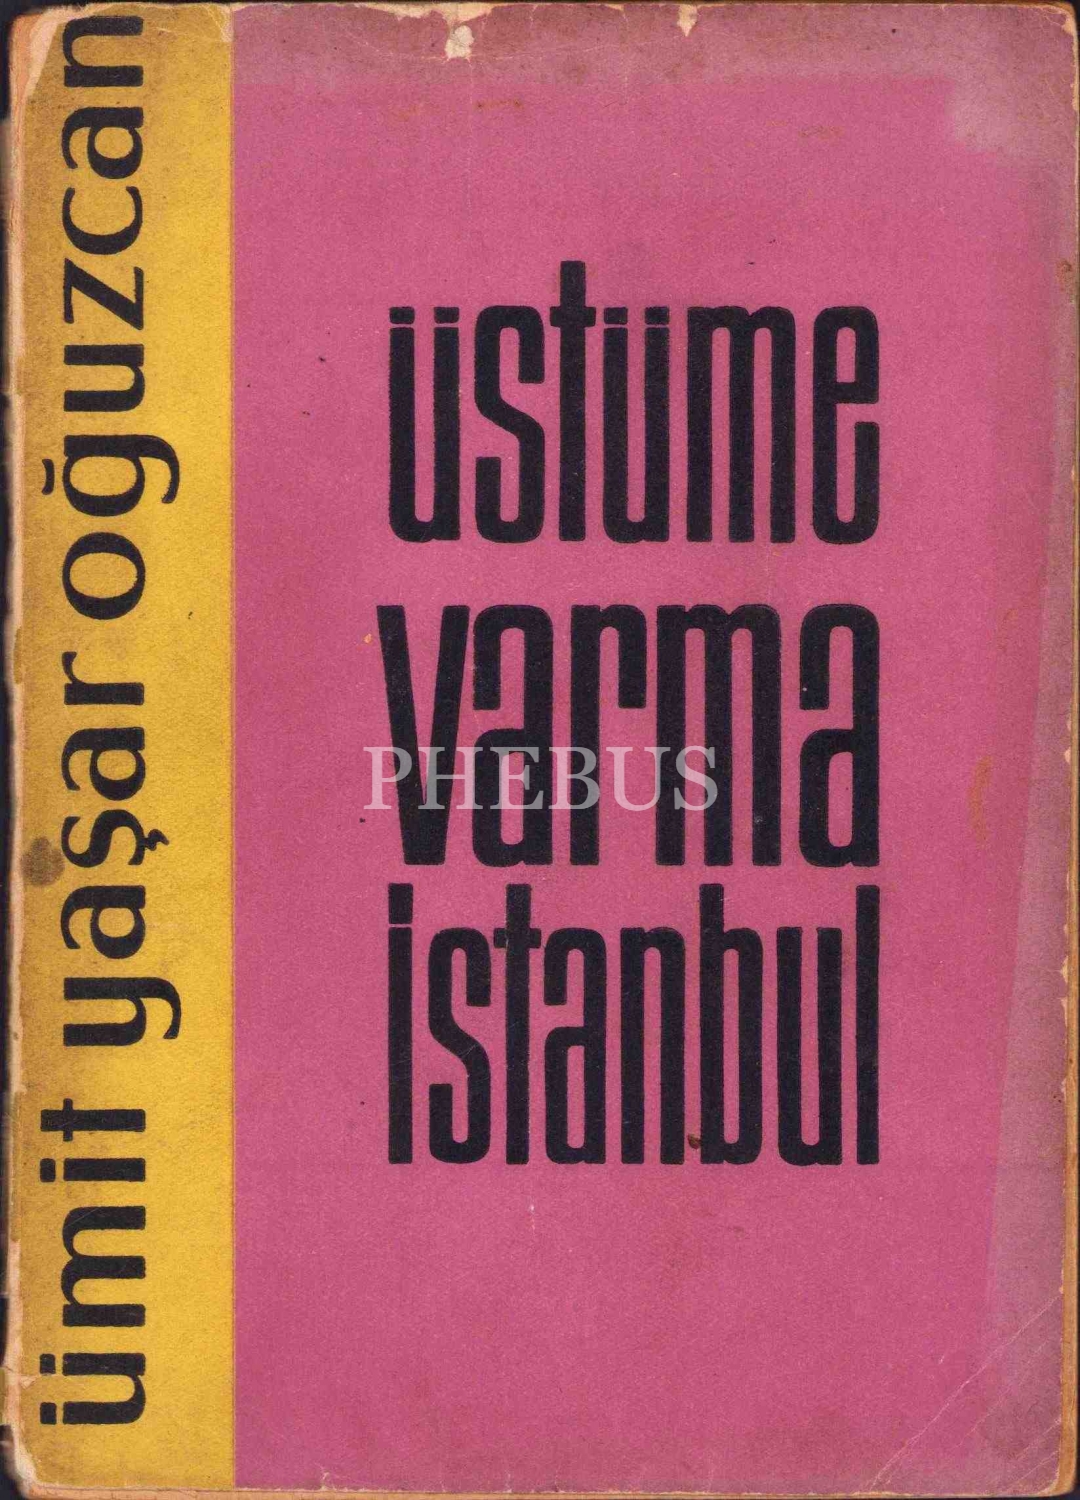 ümit yaşar oğuzcan
üstüme
varma
istanbul
PHEBUS